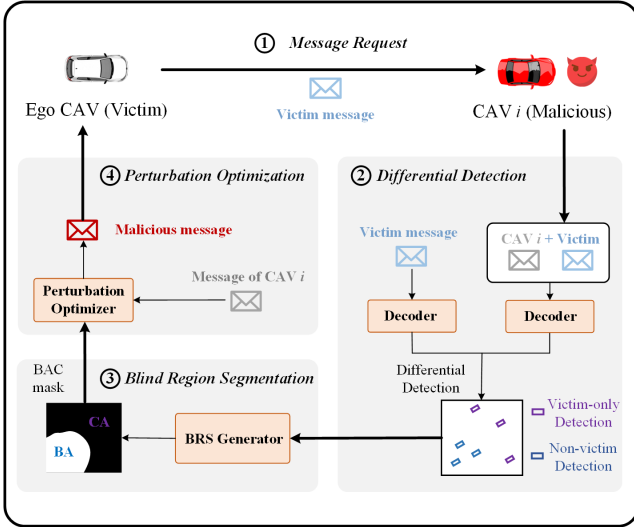 ① Message Request
Victim message
Ego CAV (Victim)
CAV i (Malicious)
④ Perturbation Optimization
Malicious message
Message of CAV i
Perturbation
Optimizer
② Differential Detection
Victim message
CAV i + Victim
Decoder
Decoder
Differential
Detection
Victim-only
Detection
Non-victim
Detection
③ Blind Region Segmentation
BAC
mask
CA
BA
BRS Generator